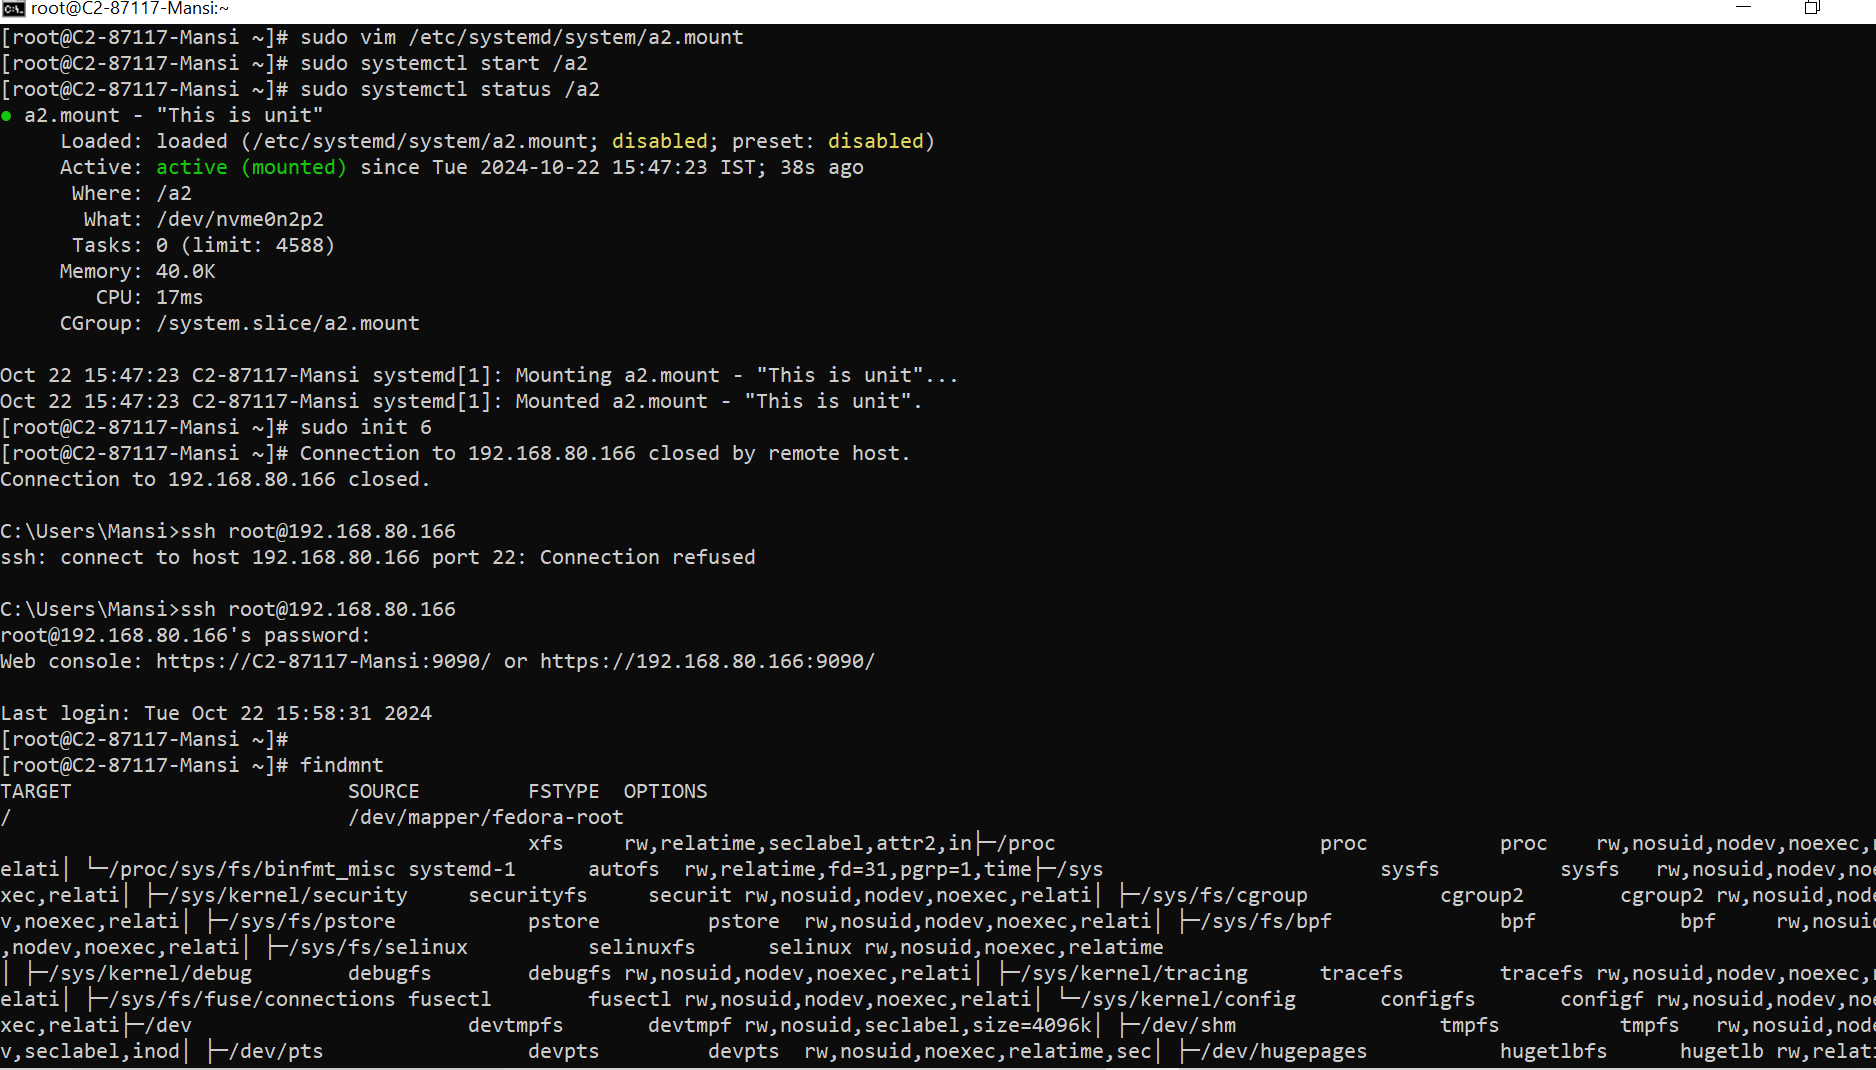 root@C2-87117-Mansi:~
[root@C2-87117-Mansi ~]# sudo vim /etc/systemd/system/a2.mount
[root@C2-87117-Mansi ~]# sudo systemctl start /a2
[root@C2-87117-Mansi ~]# sudo systemctl status /a2
● a2.mount - "This is unit"
     Loaded: loaded (/etc/systemd/system/a2.mount; disabled; preset: disabled)
     Active: active (mounted) since Tue 2024-10-22 15:47:23 IST; 38s ago
      Where: /a2
       What: /dev/nvme0n2p2
      Tasks: 0 (limit: 4588)
     Memory: 40.0K
        CPU: 17ms
     CGroup: /system.slice/a2.mount
Oct 22 15:47:23 C2-87117-Mansi systemd[1]: Mounting a2.mount - "This is unit"...
Oct 22 15:47:23 C2-87117-Mansi systemd[1]: Mounted a2.mount - "This is unit".
[root@C2-87117-Mansi ~]# sudo init 6
[root@C2-87117-Mansi ~]# Connection to 192.168.80.166 closed by remote host.
Connection to 192.168.80.166 closed.
C:\Users\Mansi>ssh root@192.168.80.166
ssh: connect to host 192.168.80.166 port 22: Connection refused
C:\Users\Mansi>ssh root@192.168.80.166
root@192.168.80.166's password:
Web console: https://C2-87117-Mansi:9090/ or https://192.168.80.166:9090/
Last login: Tue Oct 22 15:58:31 2024
[root@C2-87117-Mansi ~]#
[root@C2-87117-Mansi ~]# findmnt
TARGET                       SOURCE         FSTYPE  OPTIONS
/                            /dev/mapper/fedora-root
                                            xfs     rw,relatime,seclabel,attr2,in├─/proc                      proc           proc    rw,nosuid,nodev,noexec,r
elati│ └─/proc/sys/fs/binfmt_misc systemd-1      autofs  rw,relatime,fd=31,pgrp=1,time├─/sys                       sysfs          sysfs   rw,nosuid,nodev,noe
xec,relati│ ├─/sys/kernel/security     securityfs     securit rw,nosuid,nodev,noexec,relati│ ├─/sys/fs/cgroup           cgroup2        cgroup2 rw,nosuid,node
v,noexec,relati│ ├─/sys/fs/pstore           pstore         pstore  rw,nosuid,nodev,noexec,relati│ ├─/sys/fs/bpf              bpf            bpf     rw,nosuid
,nodev,noexec,relati│ ├─/sys/fs/selinux          selinuxfs      selinux rw,nosuid,noexec,relatime
│ ├─/sys/kernel/debug        debugfs        debugfs rw,nosuid,nodev,noexec,relati│ ├─/sys/kernel/tracing      tracefs        tracefs rw,nosuid,nodev,noexec,r
elati│ ├─/sys/fs/fuse/connections fusectl        fusectl rw,nosuid,nodev,noexec,relati│ └─/sys/kernel/config       configfs       configf rw,nosuid,nodev,noe
xec,relati├─/dev                       devtmpfs       devtmpf rw,nosuid,seclabel,size=4096k│ ├─/dev/shm                 tmpfs          tmpfs   rw,nosuid,node
v,seclabel,inod│ ├─/dev/pts                 devpts         devpts  rw,nosuid,noexec,relatime,sec│ ├─/dev/hugepages           hugetlbfs      hugetlb rw,relati